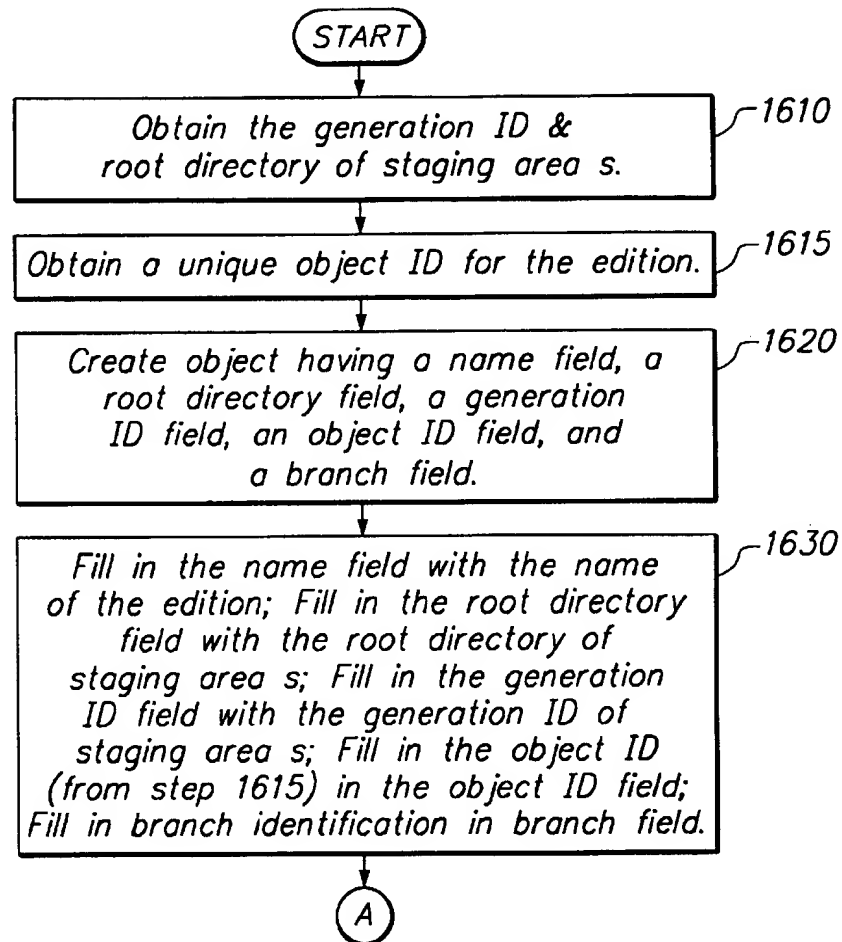 START
Obtain the generation ID &
root directory of staging area s.
1610
Obtain a unique object ID for the edition.
1615
Create object having a name field, a
root directory field, a generation
ID field, an object ID field, and
a branch field.
1620
Fill in the name field with the name
of the edition; Fill in the root directory
field with the root directory of
staging area s; Fill in the generation
ID field with the generation ID of
staging area s; Fill in the object ID
(from step 1615) in the object ID field;
Fill in branch identification in branch field.
1630
A